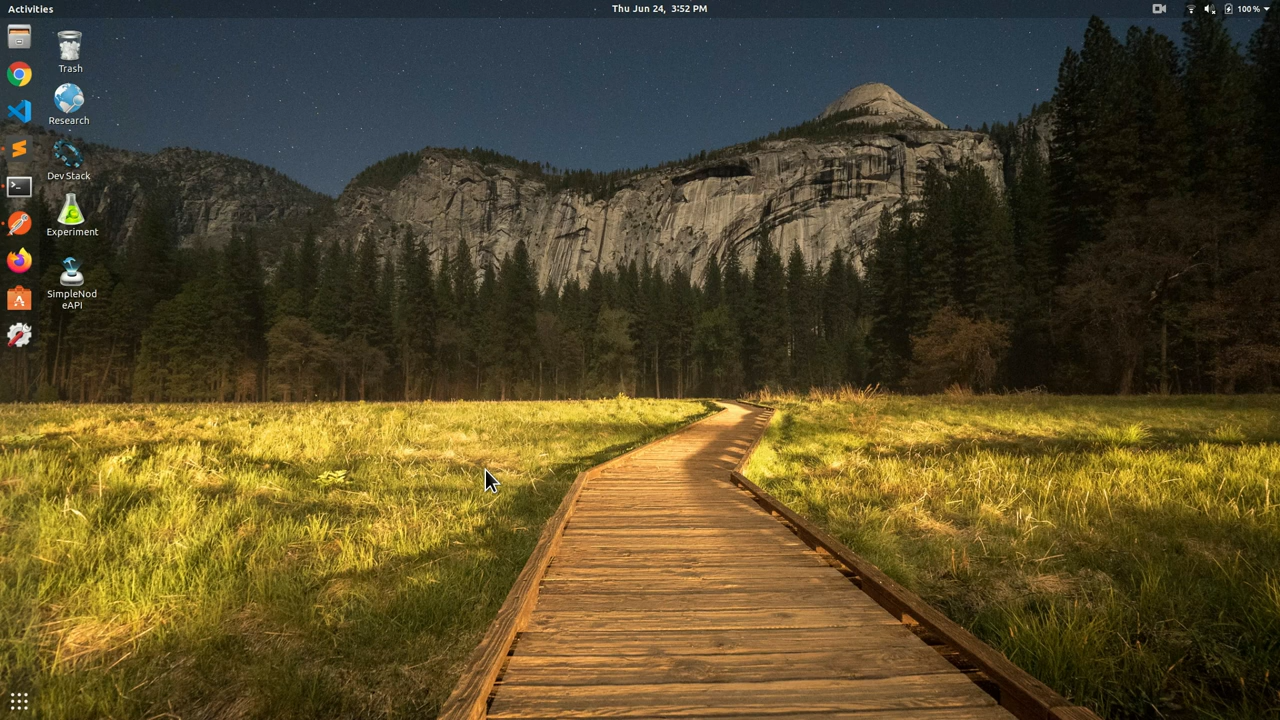 Activities
Thu Jun 24, 3:52 PM
100 %
Trash
Research
Dev Stack
Experiment
SimpleNod
eAPI